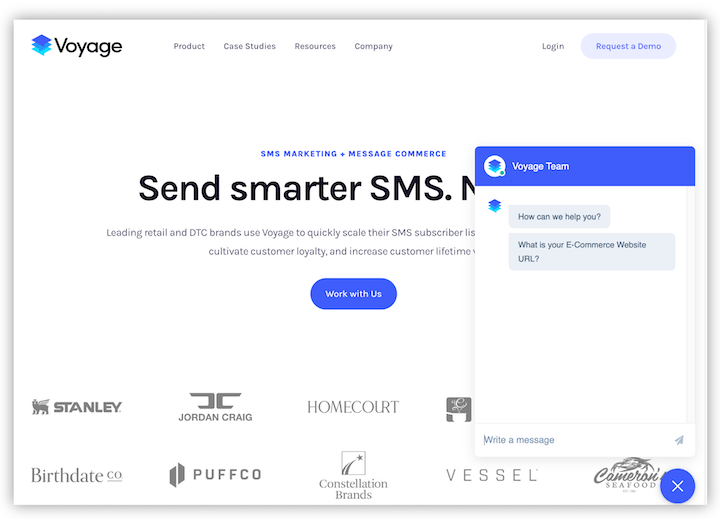 Voyage
Product Case Studies Resources Company
Login Request a Demo
SMS MARKETING + MESSAGE COMMERCE
Send smarter SMS.
Leading retail and DTC brands use Voyage to quickly scale their SMS subscriber
cultivate customer loyalty, and increase customer lifetime
Work with Us
Voyage Team
How can we help you?
What is your E-Commerce Website
URL?
Write a message
STANLEY
JORDAN CRAIG
HOMECOURT
Birthdate CO
PUFFCO
Constellation
Brands
VESSEL
Cameron's
SEAFOOD